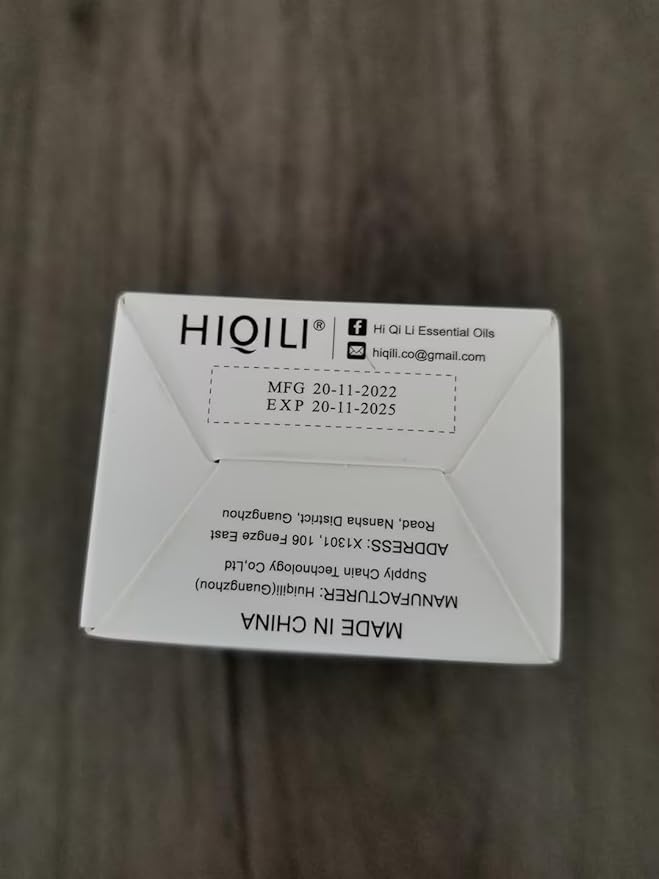 HIQILI®
Hi Qi Li Essential Oils
hiqili.co@gmail.com
MFG 20-11-2022
EXP 20-11-2025
MADE IN CHINA
MANUFACTURER: Huiqili(Guangzhou)
Supply Chain Technology Co,Ltd
ADDRESS: X1301, 106 Fengze East
Road, Nansha District, Guangzhou